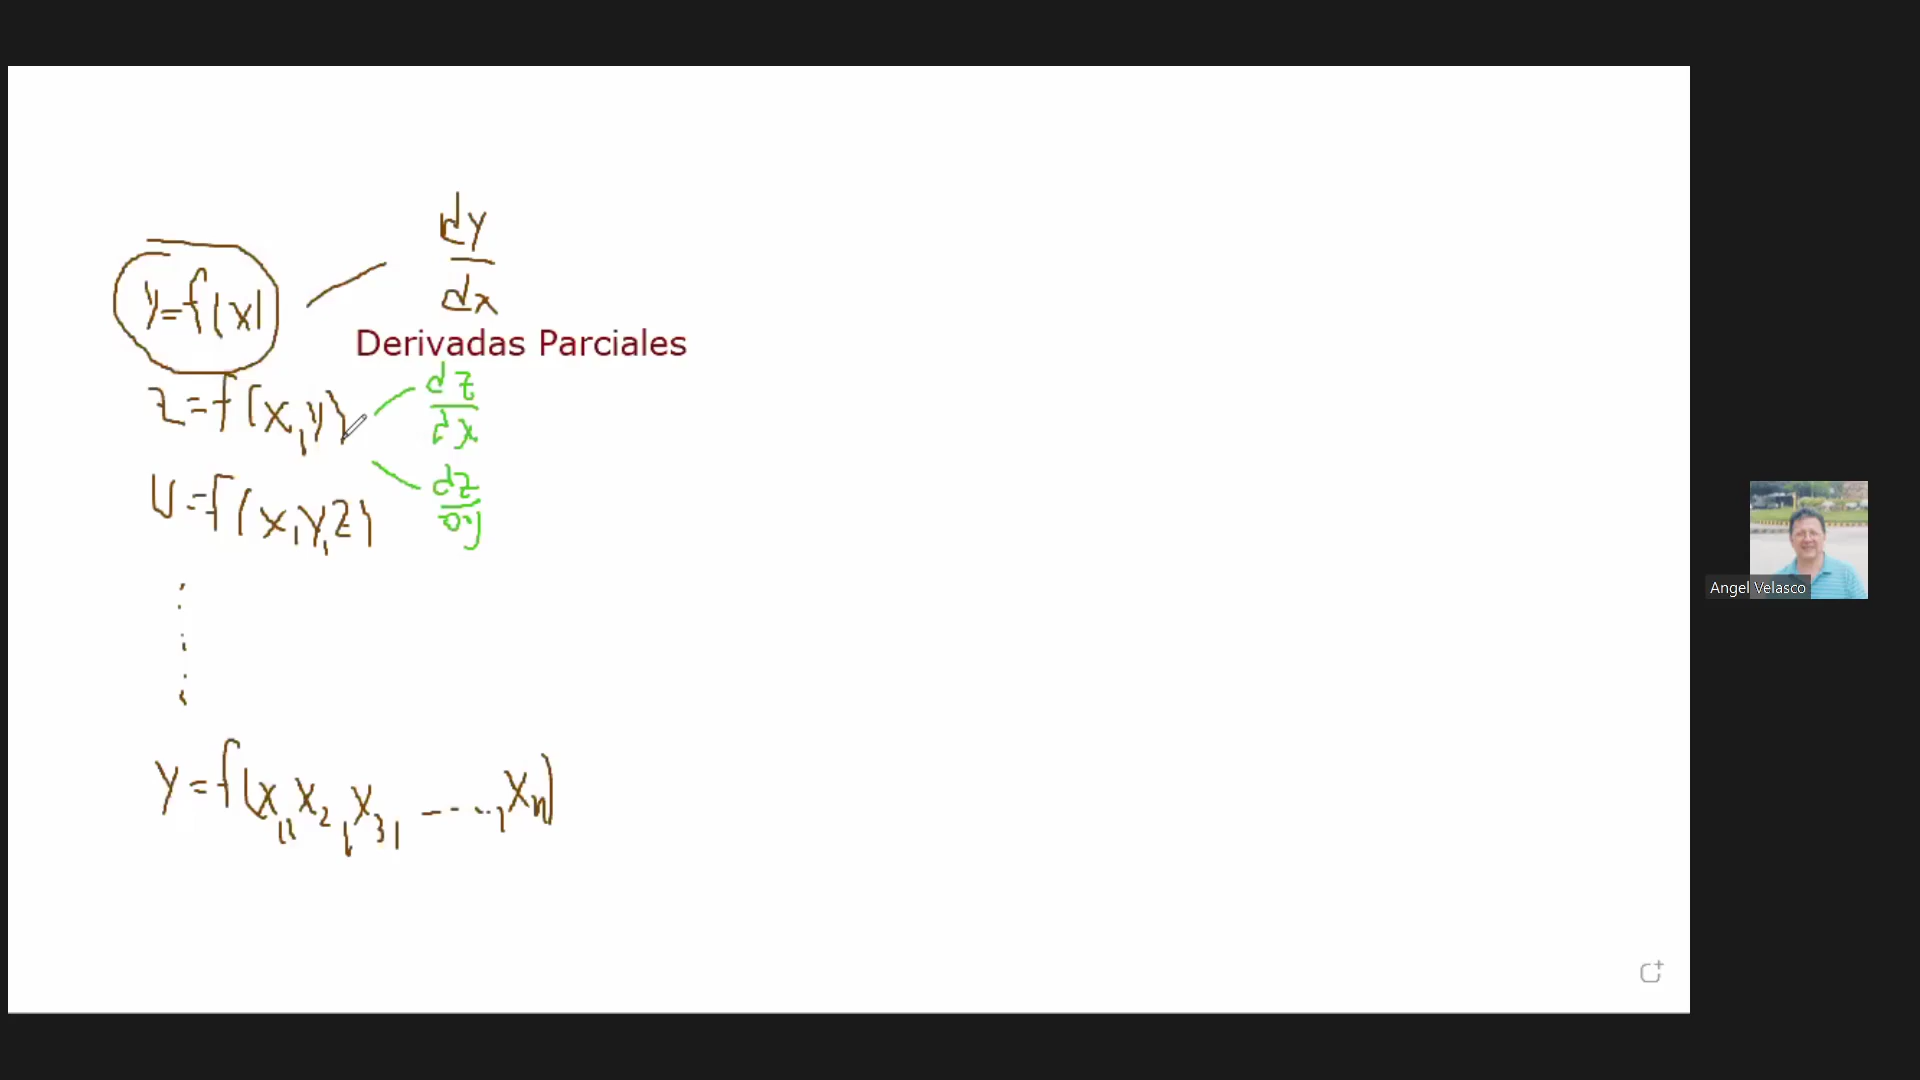 dy
dx
y=f(x)
Derivadas Parciales
z=f(x,y)
dz
dx
dz
dy
U=f(x,y,z)
y=f(x1,x2,x3,-----,xn)
Angel Velasco